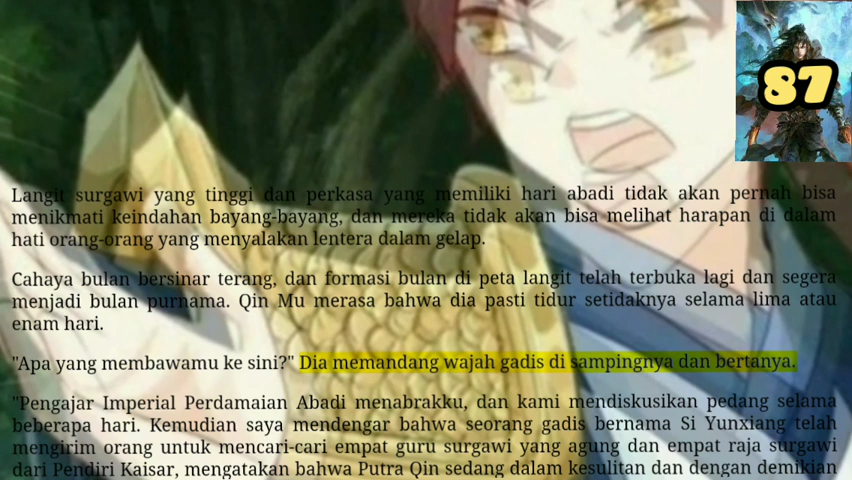 87
Langit surgawi yang tinggi dan perkasa yang memiliki hari abadi tidak akan pernah bisa
menikmati keindahan bayang-bayang, dan mereka tidak akan bisa melihat harapan di dalam
hati orang-orang yang menyalakan lentera dalam gelap.
Cahaya bulan bersinar terang, dan formasi bulan di peta langit telah terbuka lagi dan segera
menjadi bulan purnama. Qin Mu merasa bahwa dia pasti tidur setidaknya selama lima atau
enam hari.
"Apa yang membawamu ke sini?" Dia memandang wajah gadis di sampingnya dan bertanya.
"Pengajar Imperial Perdamaian Abadi menabrakku, dan kami mendiskusikan pedang selama
beberapa hari. Kemudian saya mendengar bahwa seorang gadis bernama Si Yunxiang telah
mengirim orang untuk mencari-cari empat guru surgawi yang agung dan empat raja surgawi
dari Pendiri Kaisar, mengatakan bahwa Putra Qin sedang dalam kesulitan dan dengan demikian